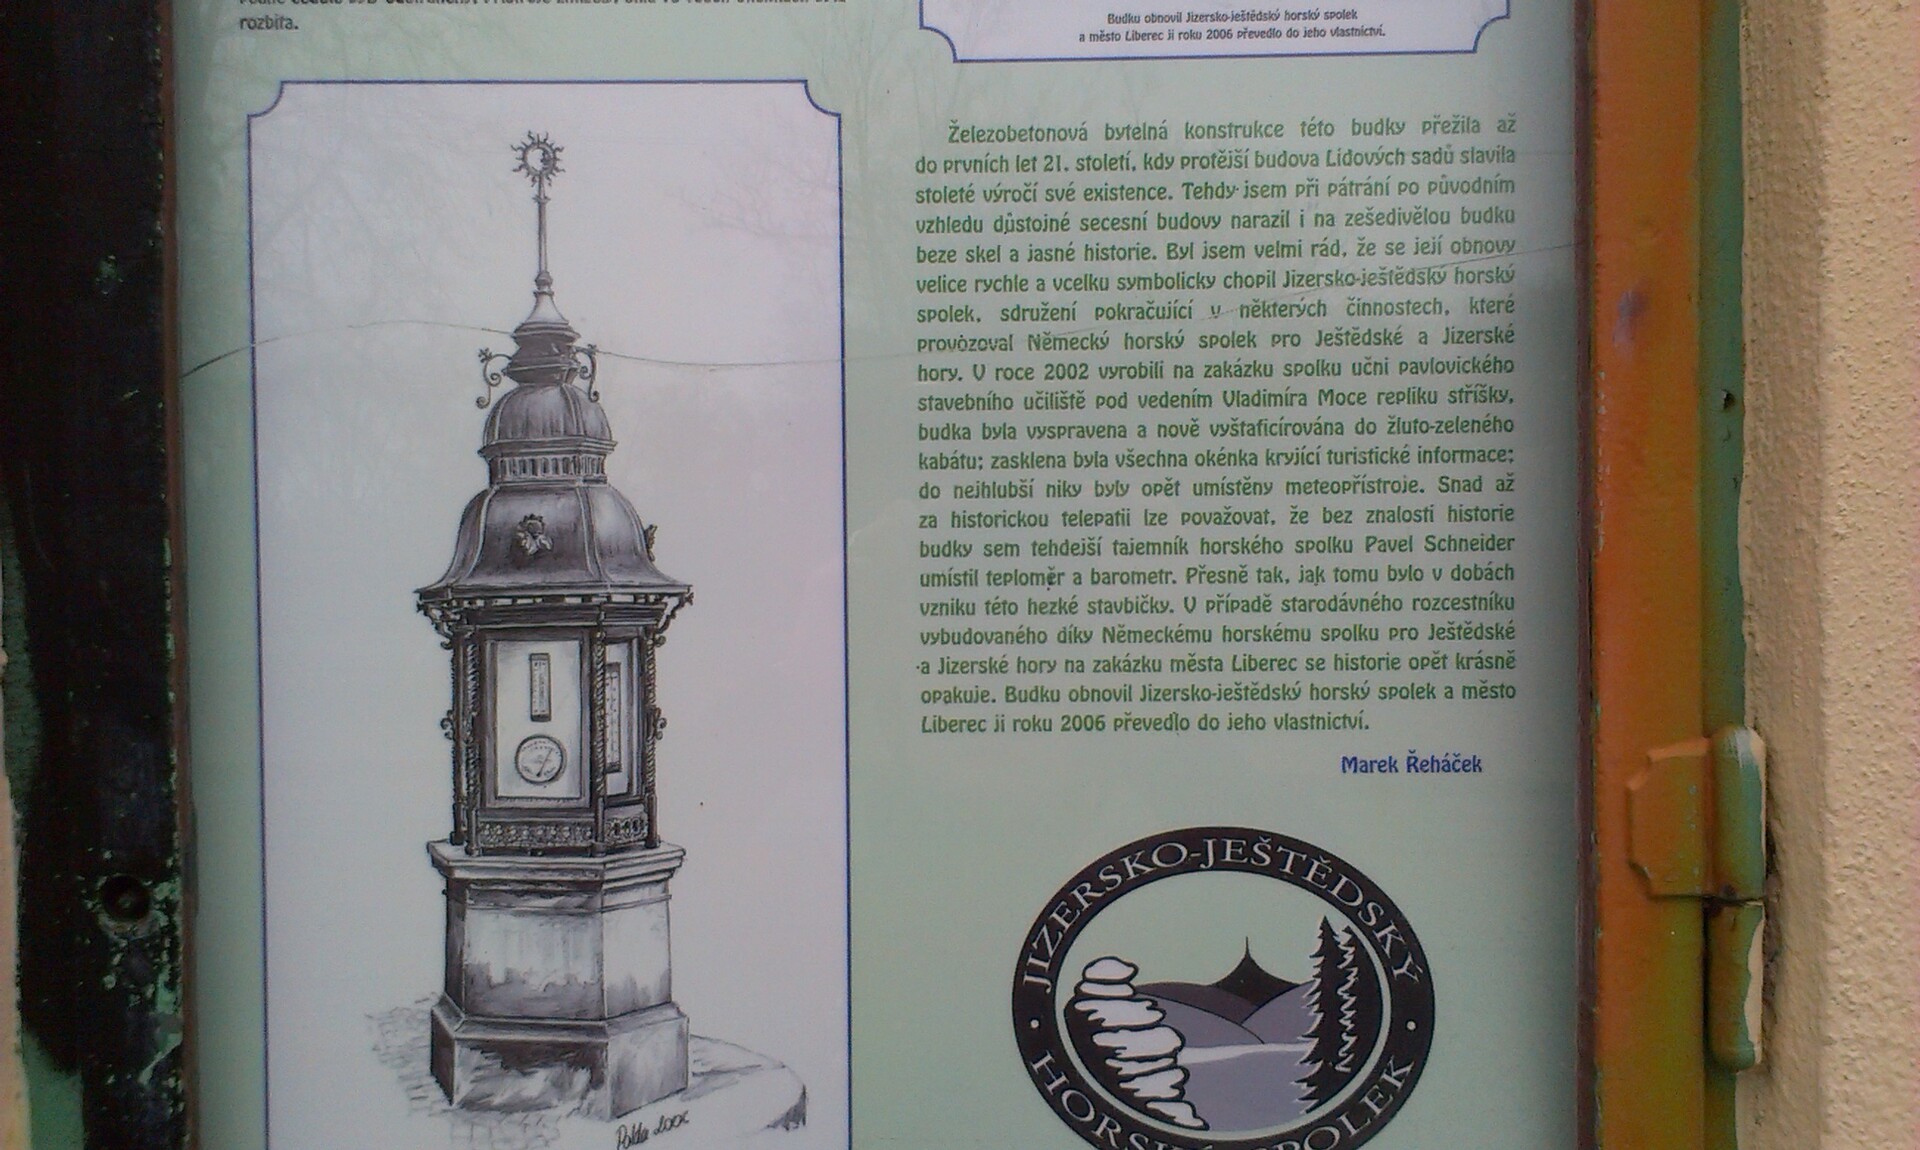 rozbita.
Budku obnovil Jizersko-ještědský horský spolek
a město Liberec ji roku 2006 převedlo do jeho vlastnictví.
Železobetonová bytelná konstrukce této budky přežila až
do prvních let 21. století, kdy protější budova Lidových sadů slavila
stoleté výročí své existence. Tehdy jsem při pátrání po původním
vzhledu důstojné secesní budovy narazil i na zešedivělou budku
beze skel a jasné historie. Byl jsem velmi rád, že se její obnovy
velice rychle a vcelku symbolicky chopil Jizersko-ještědský horský
spolek, sdružení pokračující v některých činnostech, které
provozoval Německý horský spolek pro Ještědské a Jizerské
hory. V roce 2002 vyrobili na zakázku spolku učni pavlovického
stavebního učiliště pod vedením Vladimíra Moce repliku stříšky,
budka byla vyspravena a nově vyštafírována do žluto-zeleného
kabátu; zasklena byla všechna okénka kryjící turistické informace;
do nejhlubší niky byly opět umístěny meteopřístroje. Snad až
za historickou telepatii lze považovat, že bez znalosti historie
budky sem tehdejší tajemník horského spolku Pavel Schneider
umístil teploměr a barometr. Přesně tak, jak tomu bylo v dobách
vzniku této hezké stavbičky. V případě starodávného rozcestníku
vybudovaného díky Německému horskému spolku pro Ještědské
a Jizerské hory na zakázku města Liberec se historie opět krásně
opakuje. Budku obnovil Jizersko-ještědský horský spolek a město
Liberec ji roku 2006 převedlo do jeho vlastnictví.
Marek Řeháček
JIZERSKO-JEŠTĚDSKÝ
HORSKÝ SPOLEK